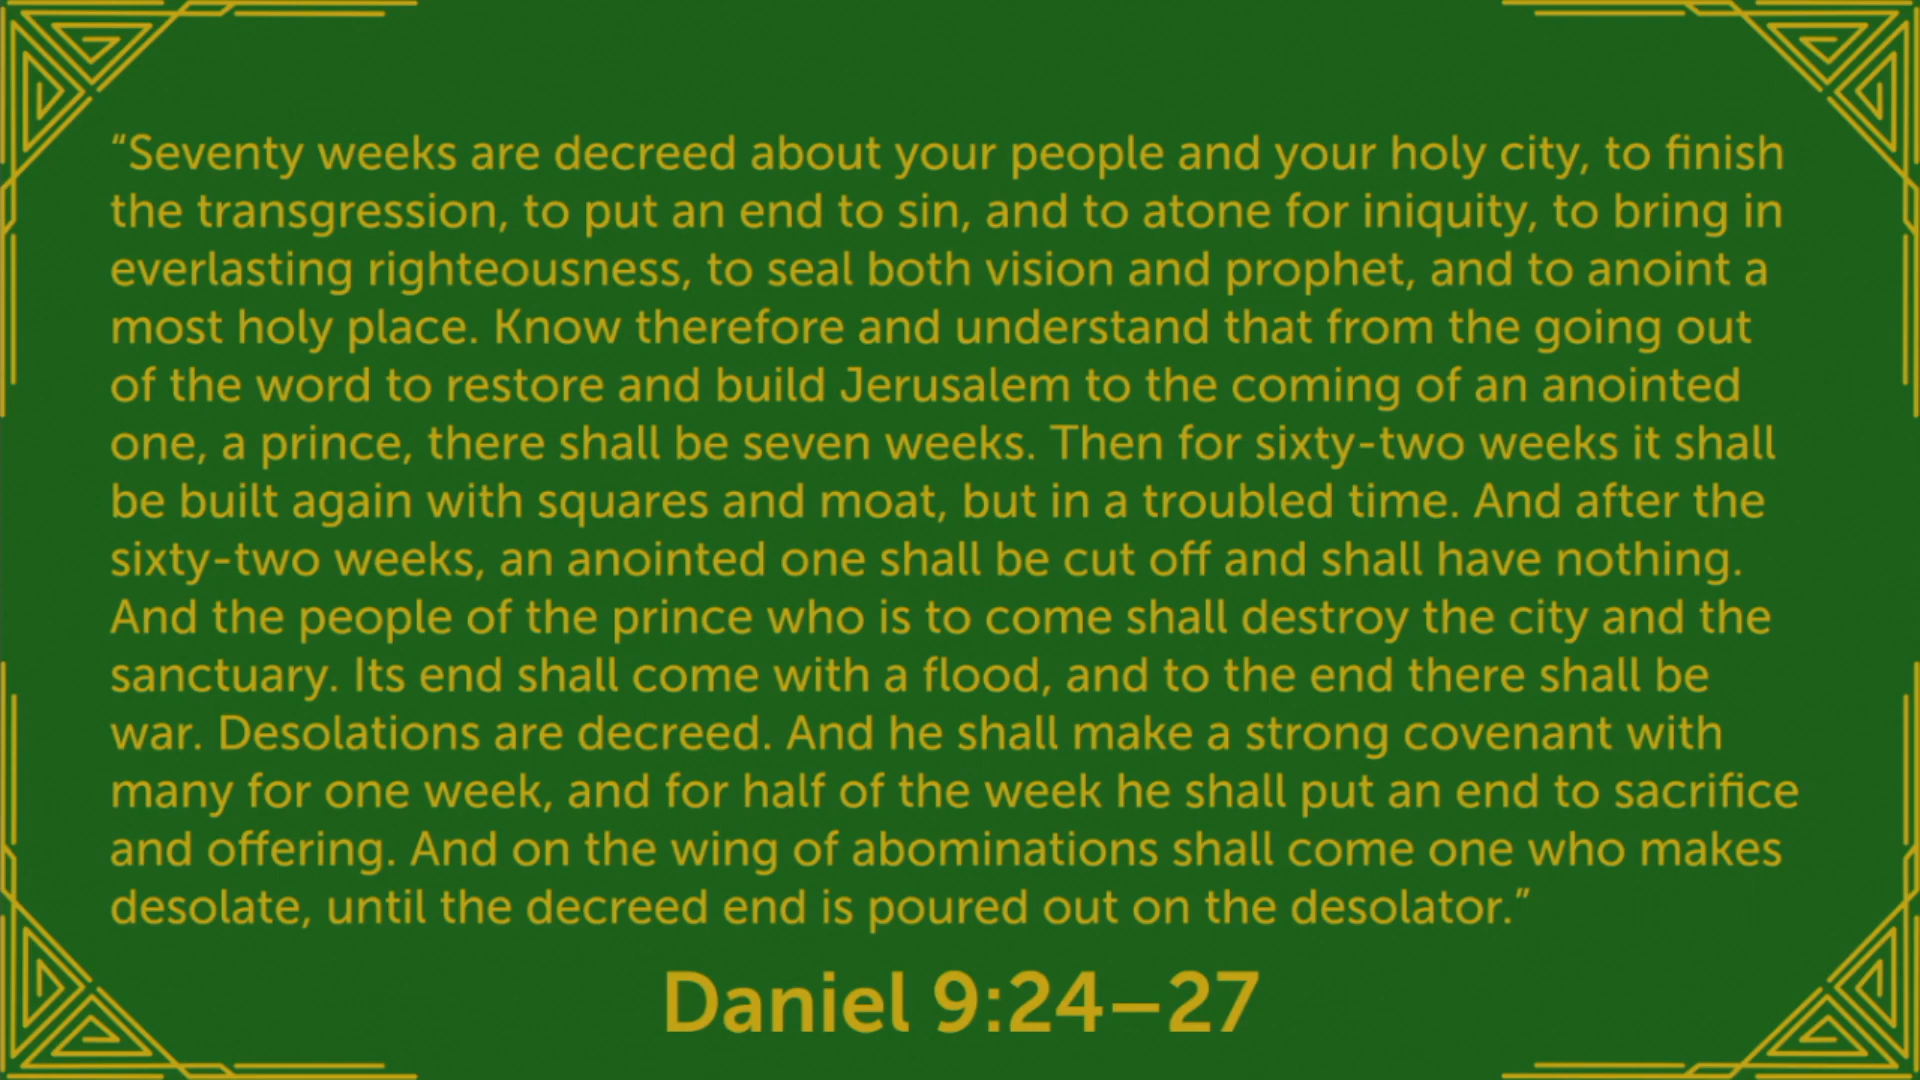 “Seventy weeks are decreed about your people and your holy city, to finish
the transgression, to put an end to sin, and to atone for iniquity, to bring in
everlasting righteousness, to seal both vision and prophet, and to anoint a
most holy place. Know therefore and understand that from the going out
of the word to restore and build Jerusalem to the coming of an anointed
one, a prince, there shall be seven weeks. Then for sixty-two weeks it shall
be built again with squares and moat, but in a troubled time. And after the
sixty-two weeks, an anointed one shall be cut off and shall have nothing.
And the people of the prince who is to come shall destroy the city and the
sanctuary. Its end shall come with a flood, and to the end there shall be
war. Desolations are decreed. And he shall make a strong covenant with
many for one week, and for half of the week he shall put an end to sacrifice
and offering. And on the wing of abominations shall come one who makes
desolate, until the decreed end is poured out on the desolator.”
Daniel 9:24–27